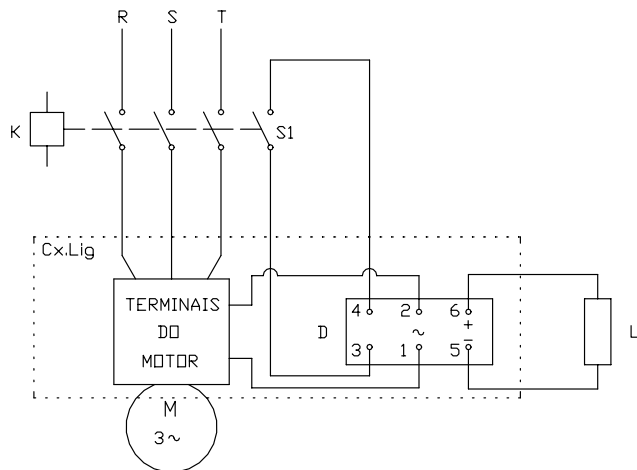 R S T
K
S1
Cx.Lig
TERMINAIS
DO
MOTOR
D
4 2 6
~ +
3 1 5
–
L
M
3~